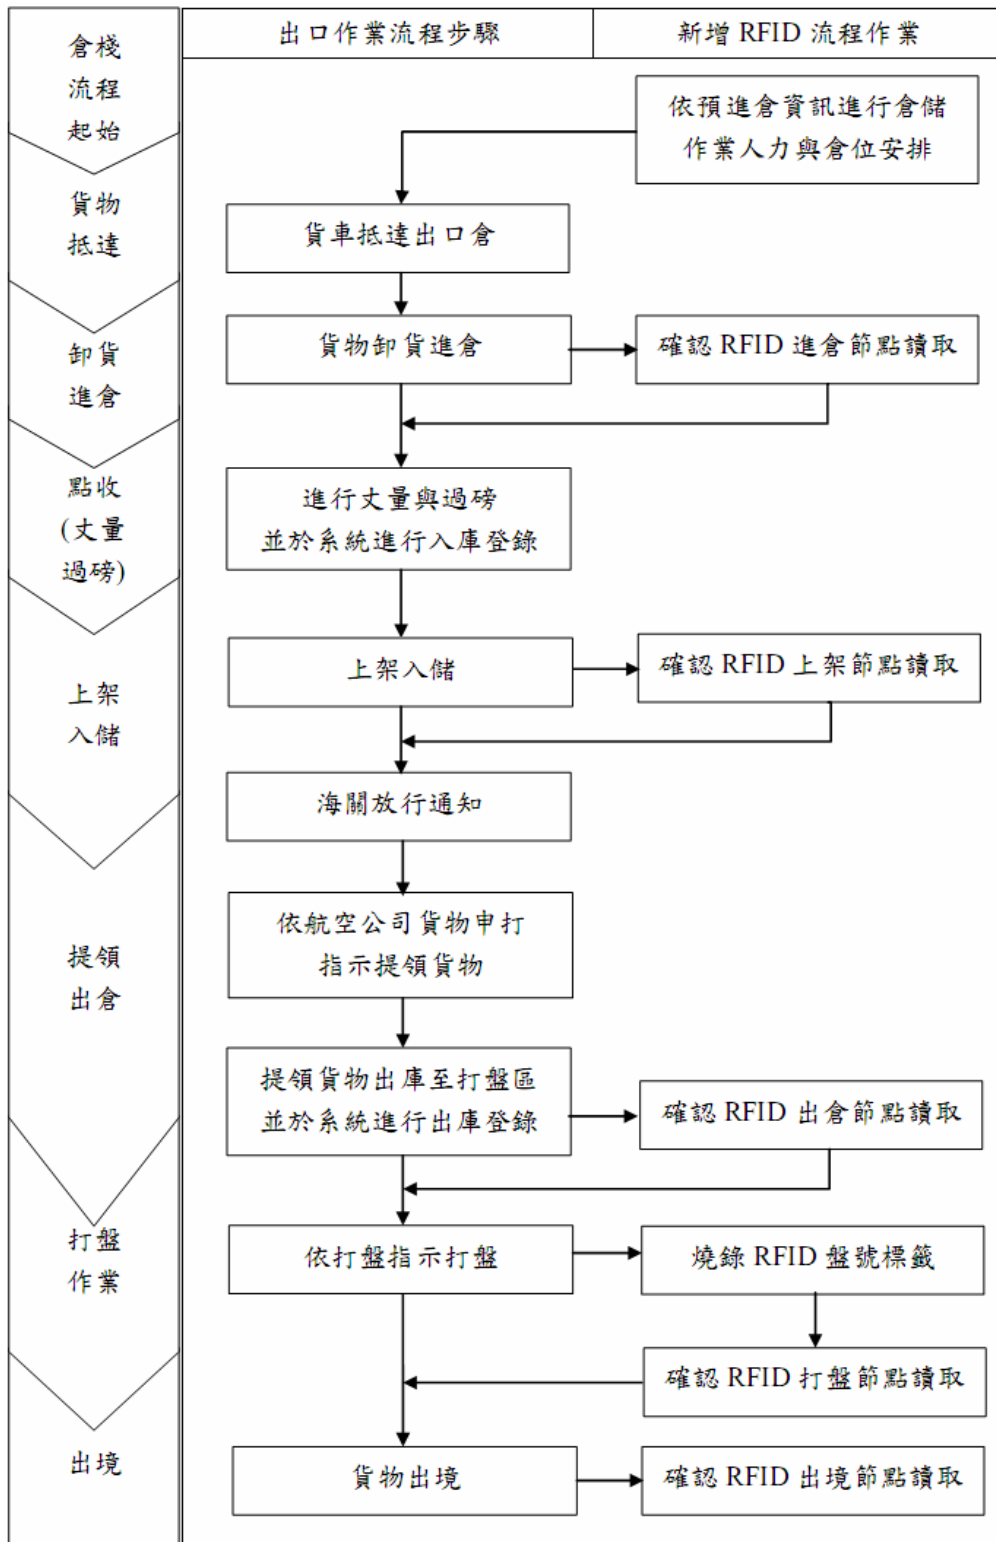 出口作業流程步驟
新增 RFID 流程作業
倉棧
流程
起始
依預進倉資訊進行倉儲
作業人力與倉位安排
貨物
抵達
貨車抵達出口倉
卸貨
進倉
貨物卸貨進倉
確認 RFID 進倉節點讀取
點收
(丈量
過磅)
進行丈量與過磅
並於系統進行入庫登錄
上架
入儲
上架入儲
確認 RFID 上架節點讀取
海關放行通知
提領
出倉
依航空公司貨物申打
指示提領貨物
提領貨物出庫至打盤區
並於系統進行出庫登錄
確認 RFID 出倉節點讀取
打盤
作業
依打盤指示打盤
燒錄 RFID 盤號標籤
確認 RFID 打盤節點讀取
出境
貨物出境
確認 RFID 出境節點讀取